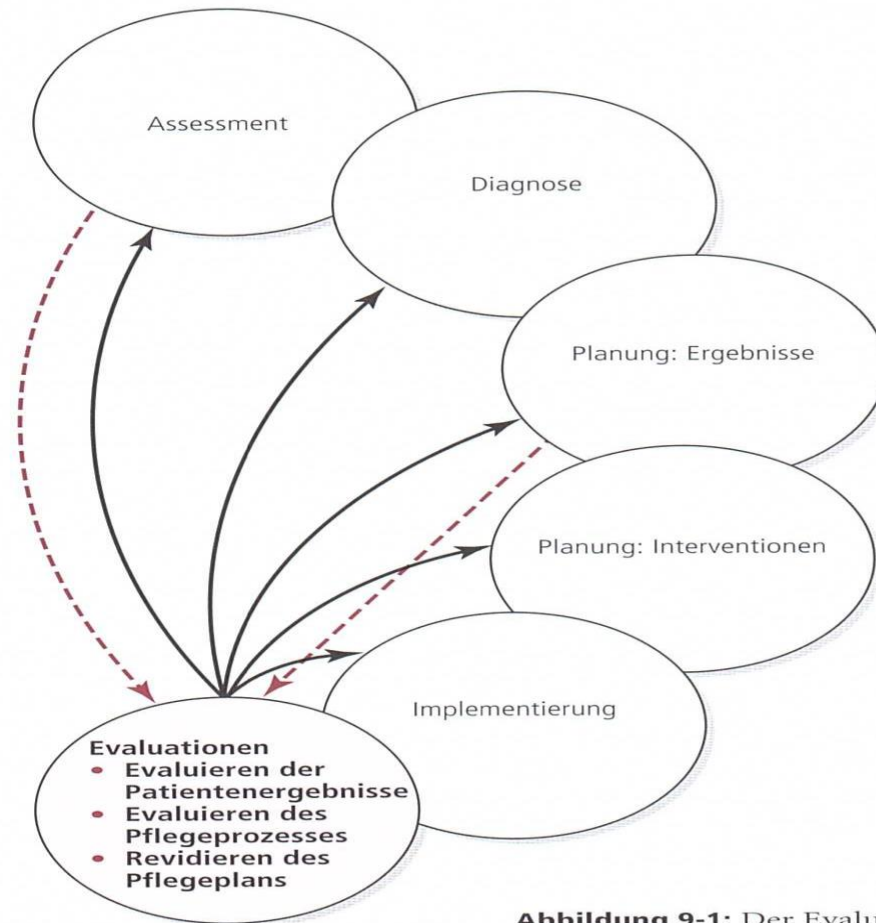 Assessment
Diagnose
Planung: Ergebnisse
Planung: Interventionen
Implementierung
Evaluationen
• Evaluieren der
Patientenergebnisse
• Evaluieren des
Pflegeprozesses
• Revidieren des
Pflegeplans
Abbildung 9-1: Der